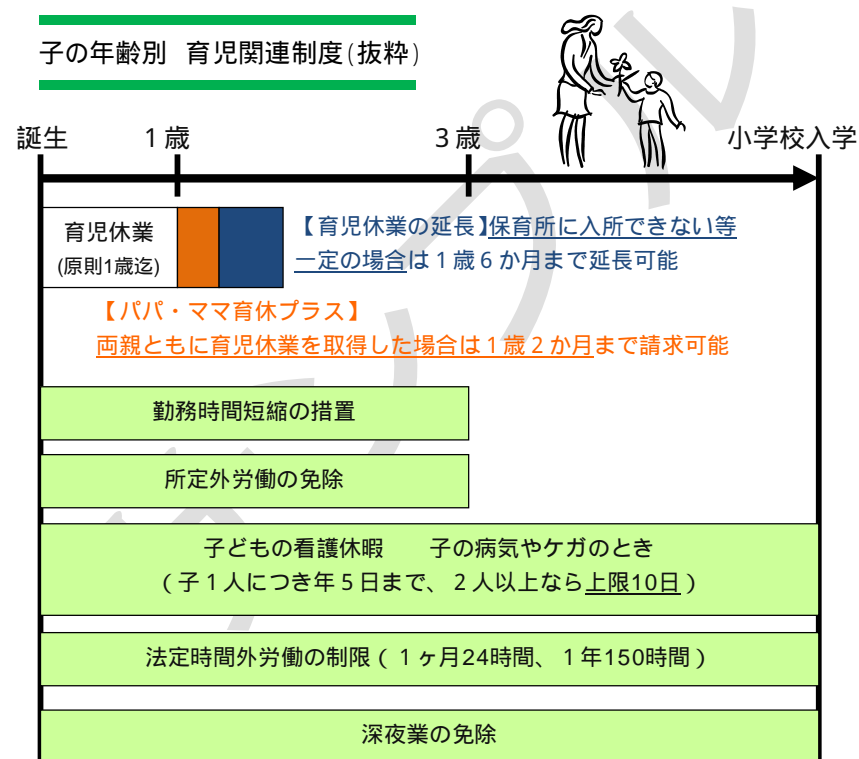 子の年齢別 育児関連制度(抜粋)
誕生 1歳 3歳 小学校入学
育児休業
(原則1歳迄)
【育児休業の延長】保育所に入所できない等
一定の場合は1歳6か月まで延長可能
【パパ・ママ育休プラス】
両親ともに育児休業を取得した場合は1歳2か月まで請求可能
勤務時間短縮の措置
所定外労働の免除
子どもの看護休暇 子の病気やケガのとき
(子1人につき年5日まで、2人以上なら上限10日)
法定時間外労働の制限(1ヶ月24時間、1年150時間)
深夜業の免除
サンプル